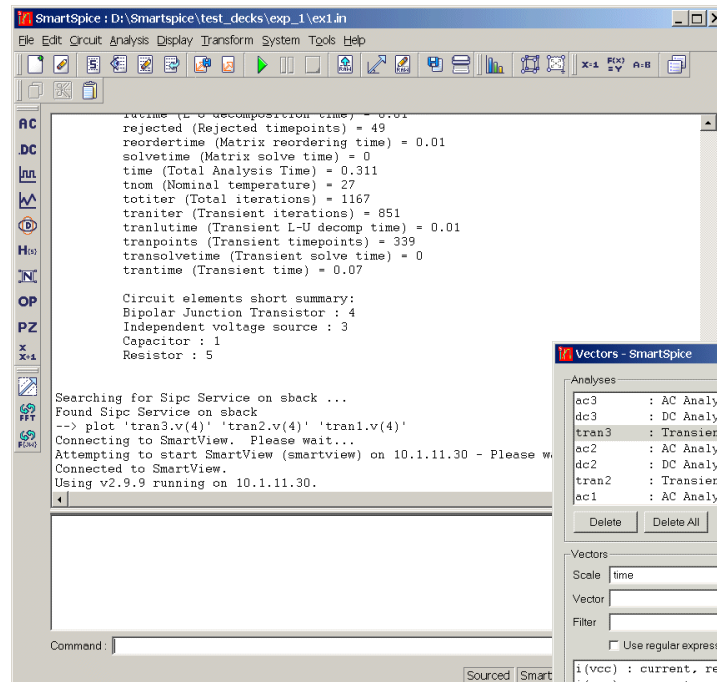 SmartSpice : D:\Smartspice\test_decks\exp_1\ex1.in
File Edit Circuit Analysis Display Transform System Tools Help
X=1 F(X)=Y A=B
AC
.DC
H(s)
[N]
OP
PZ
X X+1
FFT
F(JW)
lutime (L-U decomposition time) = 0.01
rejected (Rejected timepoints) = 49
reordertime (Matrix reordering time) = 0.01
solvetime (Matrix solve time) = 0
time (Total Analysis Time) = 0.311
tnom (Nominal temperature) = 27
totiter (Total iterations) = 1167
traniter (Transient iterations) = 851
tranlutime (Transient L-U decomp time) = 0.01
tranpoints (Transient timepoints) = 339
transolvetime (Transient solve time) = 0
trantime (Transient time) = 0.07
Circuit elements short summary:
Bipolar Junction Transistor : 4
Independent voltage source : 3
Capacitor : 1
Resistor : 5
Searching for Sipc Service on sback ...
Found Sipc Service on sback
--> plot 'tran3.v(4)' 'tran2.v(4)' 'tran1.v(4)'
Connecting to SmartView.  Please wait...
Attempting to start SmartView (smartview) on 10.1.11.30 - Please wa
Connected to SmartView.
Using v2.9.9 running on 10.1.11.30.
Command :
Sourced Smart
Vectors - SmartSpice
Analyses
ac3 : AC Analy
dc3 : DC Analy
tran3 : Transien
ac2 : AC Analy
dc2 : DC Analy
tran2 : Transien
ac1 : AC Analy
Delete Delete All
Vectors
Scale time
Vector
Filter
Use regular express
i(vcc) : current, re